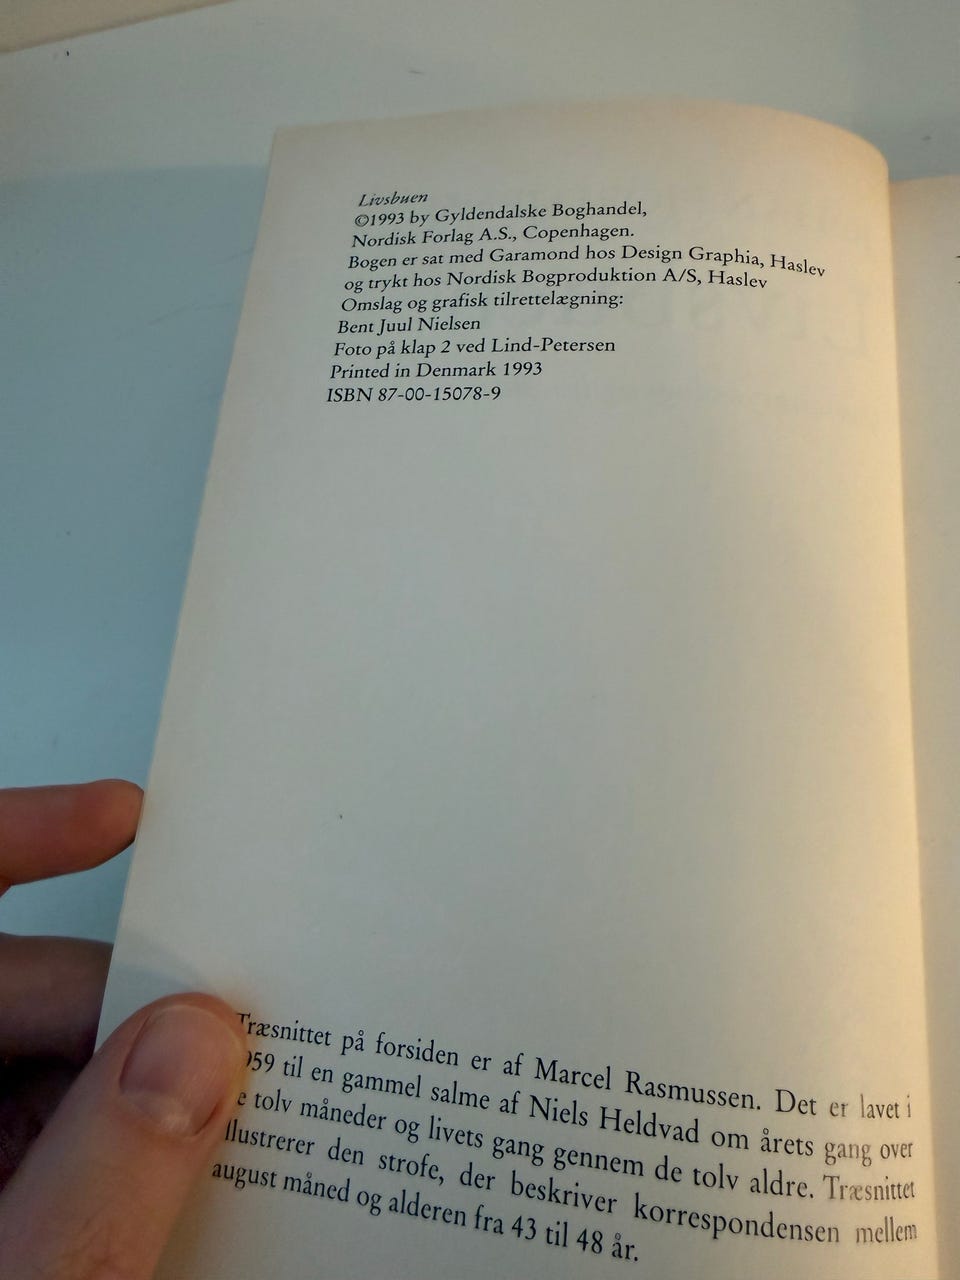 Livsbuen
©1993 by Gyldendalske Boghandel,
Nordisk Forlag A.S., Copenhagen.
Bogen er sat med Garamond hos Design Graphia, Haslev
og trykt hos Nordisk Bogproduktion A/S, Haslev
Omslag og grafisk tilrettelægning:
Bent Juul Nielsen
Foto på klap 2 ved Lind-Petersen
Printed in Denmark 1993
ISBN 87-00-15078-9
Træsnittet på forsiden er af Marcel Rasmussen. Det er lavet i
959 til en gammel salme af Niels Heldvad om årets gang over
e tolv måneder og livets gang gennem de tolv aldre. Træsnittet
llustrerer den strofe, der beskriver korrespondensen mellem
august måned og alderen fra 43 til 48 år.